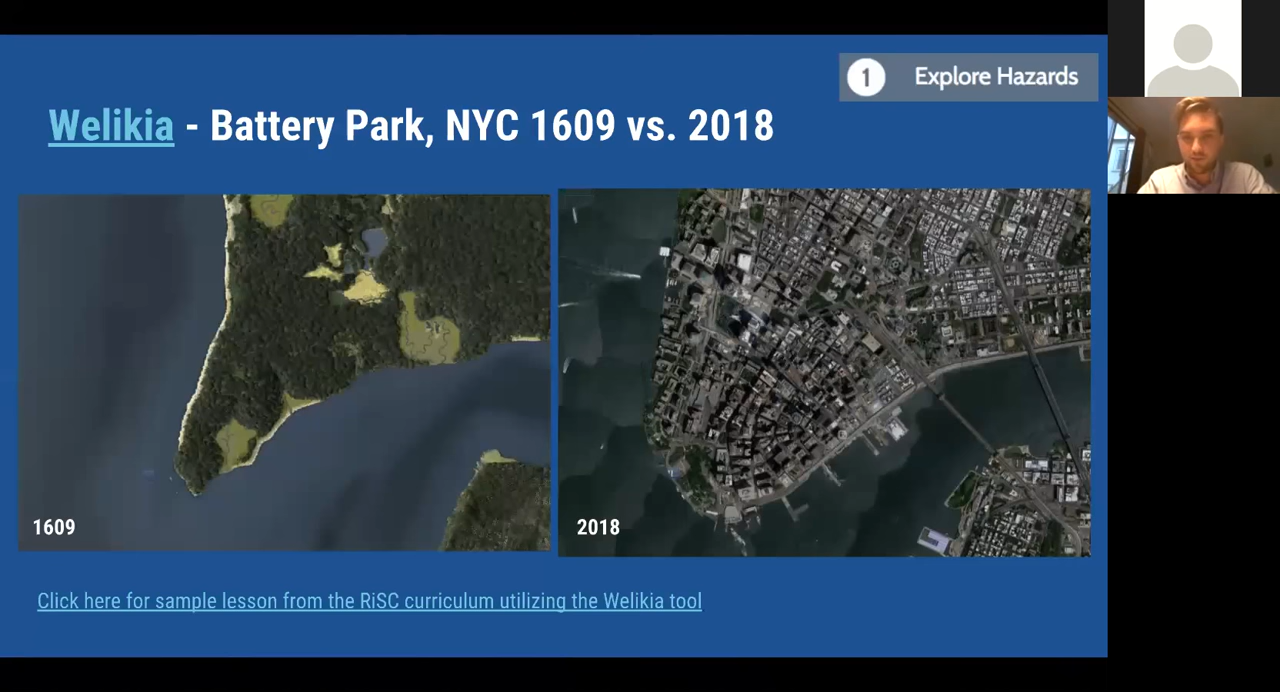 1 Explore Hazards
Welikia - Battery Park, NYC 1609 vs. 2018
1609
2018
Click here for sample lesson from the RiSC curriculum utilizing the Welikia tool